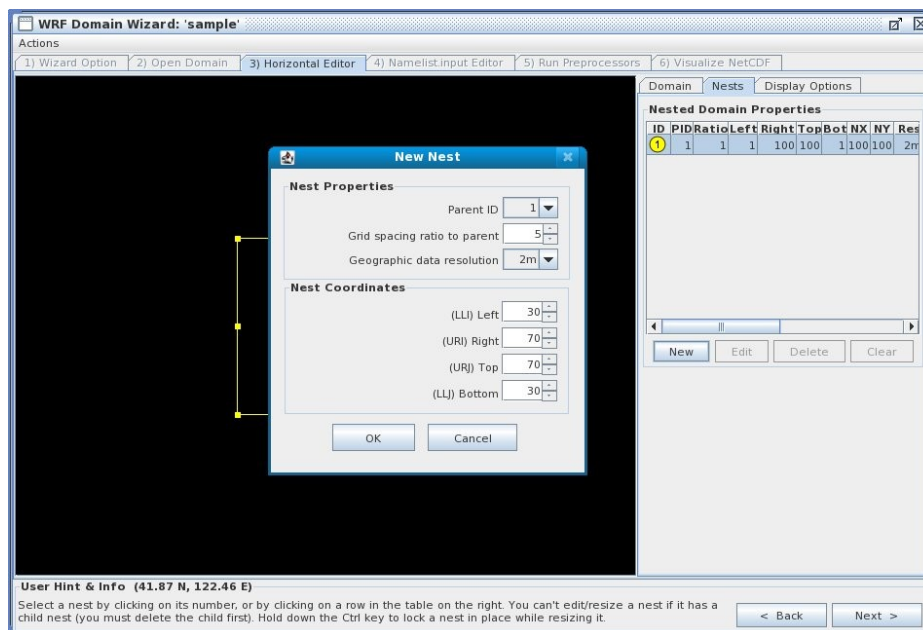 WRF Domain Wizard: 'sample'
Actions
1) Wizard Option 2) Open Domain 3) Horizontal Editor 4) Namelist.input Editor 5) Run Preprocessors 6) Visualize NetCDF
Domain Nests Display Options
Nested Domain Properties
ID PID Ratio Left Right Top Bot NX NY Res
1 1 1 1 100 100 1 100 100 2m
New Edit Delete Clear
New Nest
Nest Properties
Parent ID 1
Grid spacing ratio to parent 5
Geographic data resolution 2m
Nest Coordinates
(LLI) Left 30
(URI) Right 70
(URJ) Top 70
(LLJ) Bottom 30
OK Cancel
User Hint & Info (41.87 N, 122.46 E)
Select a nest by clicking on its number, or by clicking on a row in the table on the right. You can't edit/resize a nest if it has a
child nest (you must delete the child first). Hold down the Ctrl key to lock a nest in place while resizing it.
< Back Next >